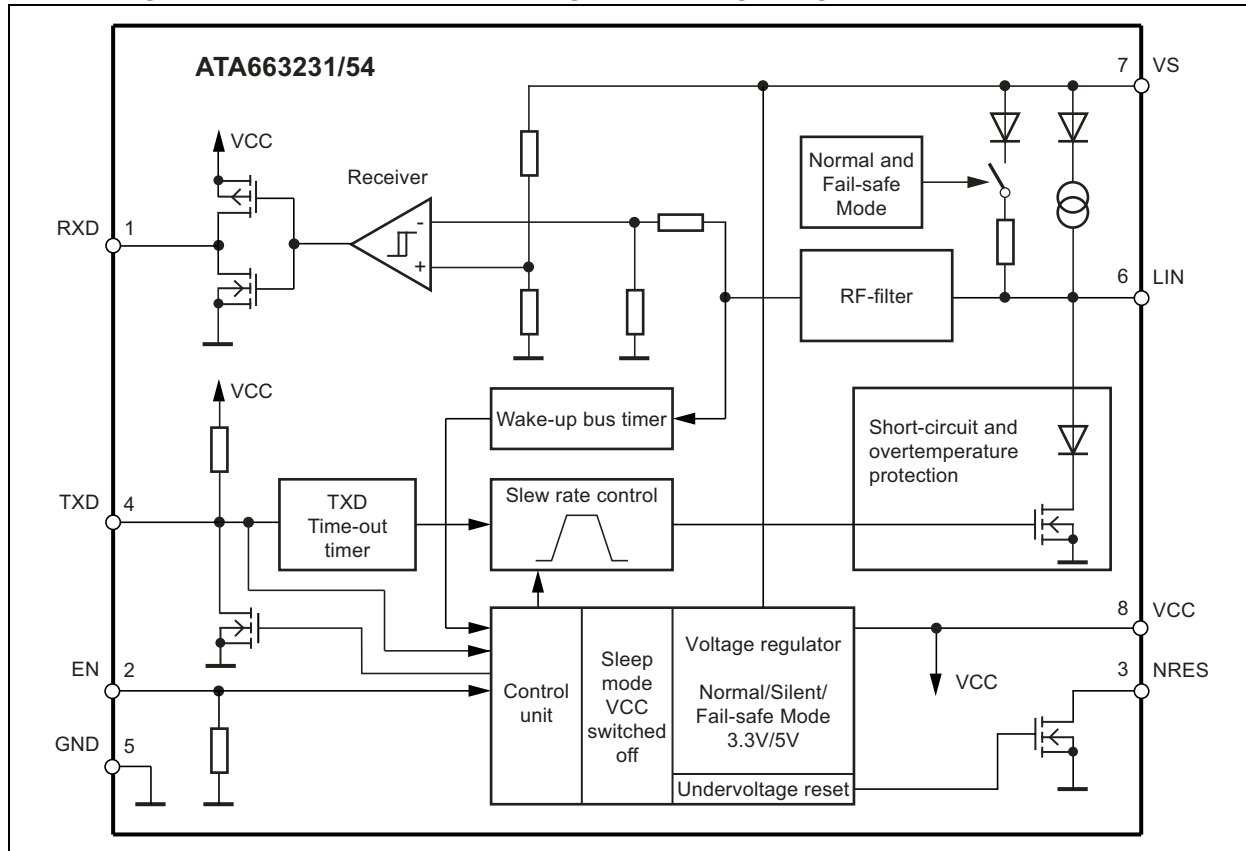 ATA663231/54
7 VS
VCC
Receiver
Normal and
Fail-safe
Mode
RXD 1
-
+
RF-filter
6 LIN
VCC
Wake-up bus timer
Short-circuit and
overtemperature
protection
TXD 4
TXD
Time-out
timer
Slew rate control
8 VCC
EN 2
Control
unit
Sleep
mode
VCC
switched
off
Voltage regulator
Normal/Silent/
Fail-safe Mode
3.3V/5V
VCC
3 NRES
GND 5
Undervoltage reset